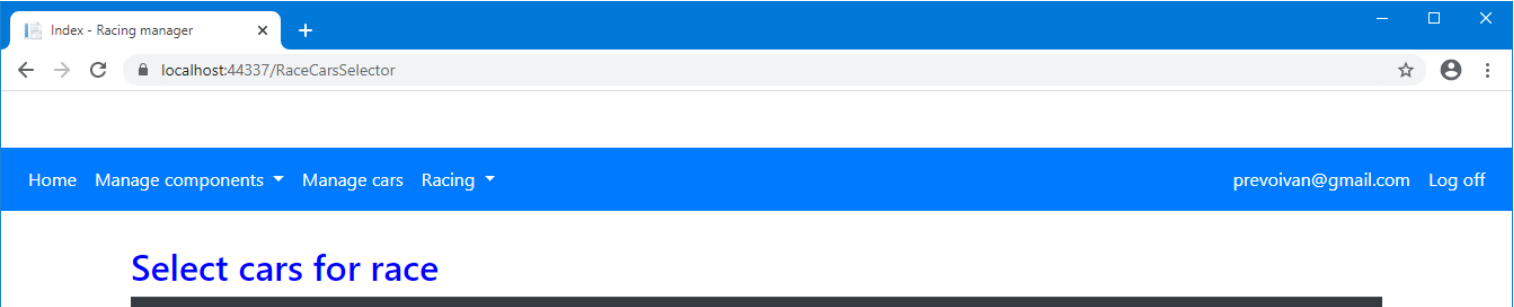 Index - Racing manager
localhost:44337/RaceCarsSelector
Home Manage components Manage cars Racing prevoivan@gmail.com Log off
Select cars for race